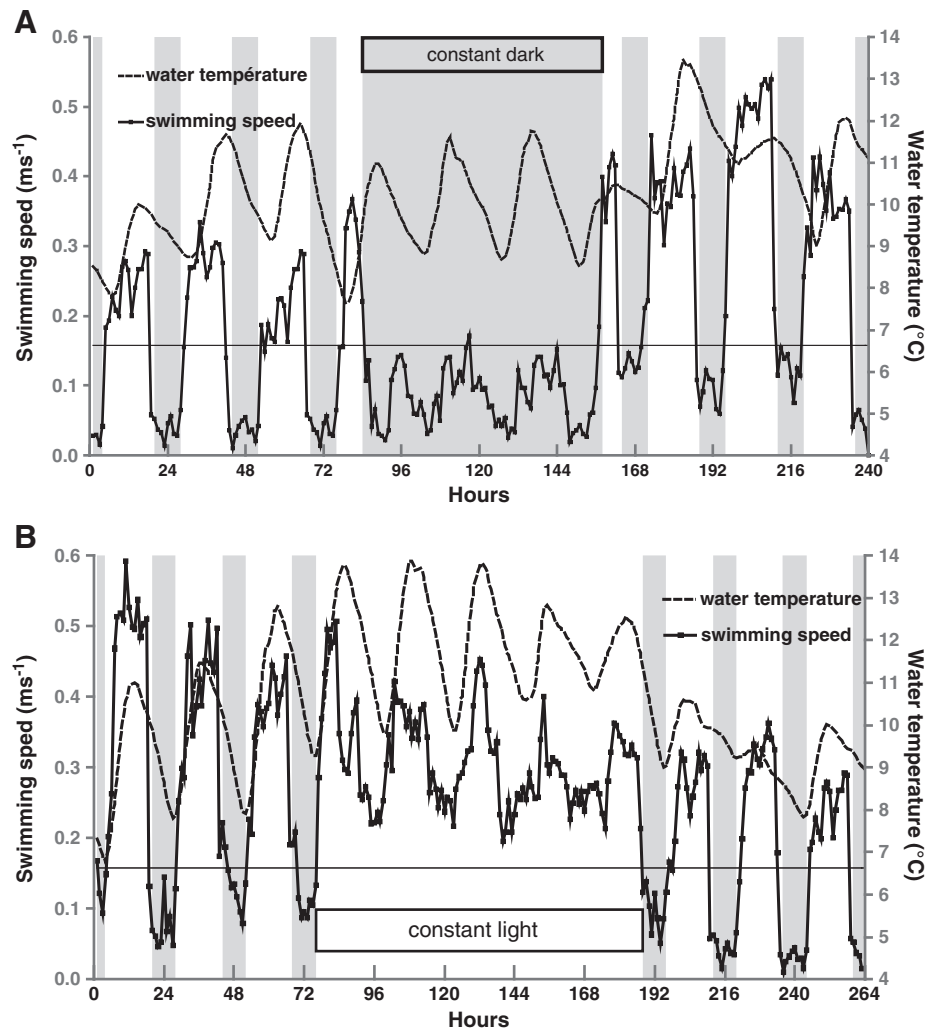 A
0.6
0.5
0.4
0.3
0.2
0.1
0.0
Swimming sped (ms-1)
water température
swimming speed
constant dark
14
13
12
11
10
9
8
7
6
5
4
Water temperature (°C)
0 24 48 72 96 120 144 168 192 216 240
Hours
B
0.6
0.5
0.4
0.3
0.2
0.1
0.0
Swimming sped (ms-1)
water temperature
swimming speed
constant light
14
13
12
11
10
9
8
7
6
5
4
Water temperature (°C)
0 24 48 72 96 120 144 168 192 216 240 264
Hours